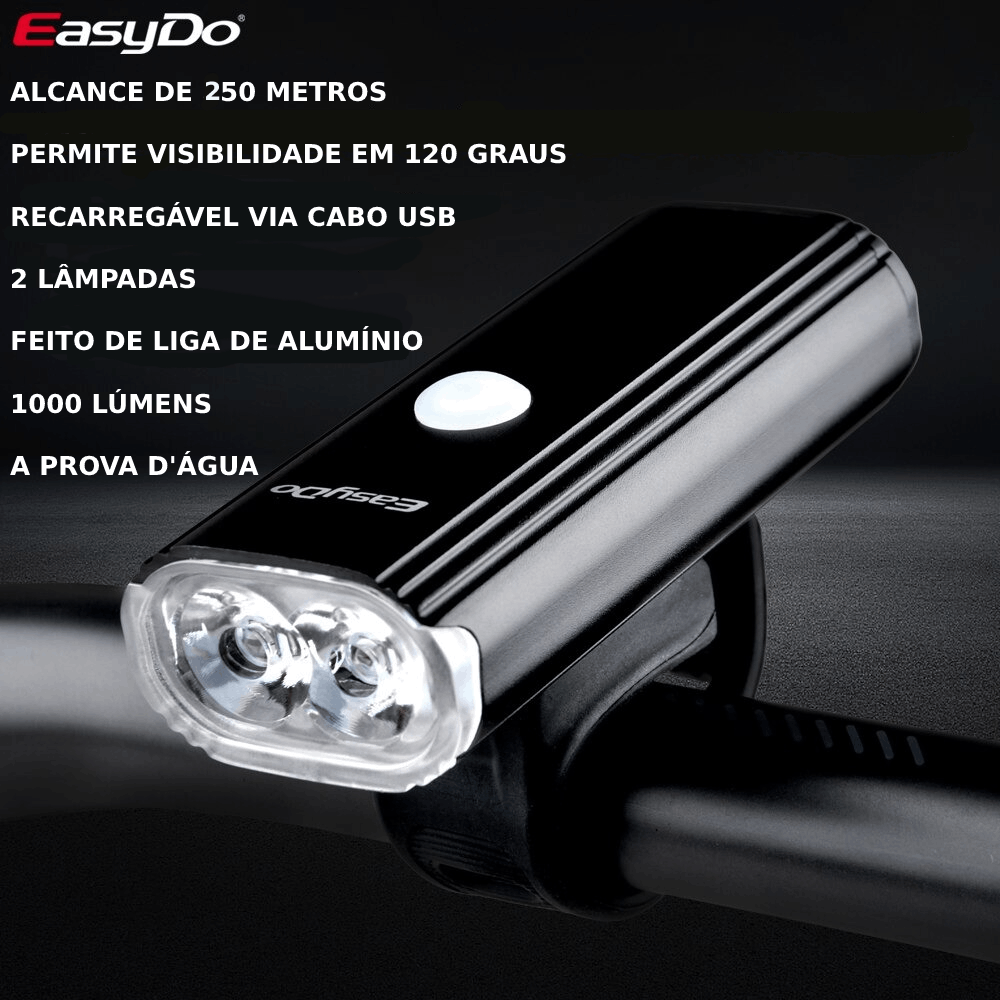 EasyDo®
ALCANCE DE 250 METROS
PERMITE VISIBILIDADE EM 120 GRAUS
RECARREGÁVEL VIA CABO USB
2 LÂMPADAS
FEITO DE LIGA DE ALUMÍNIO
1000 LÚMENS
A PROVA D'ÁGUA
EasyDo